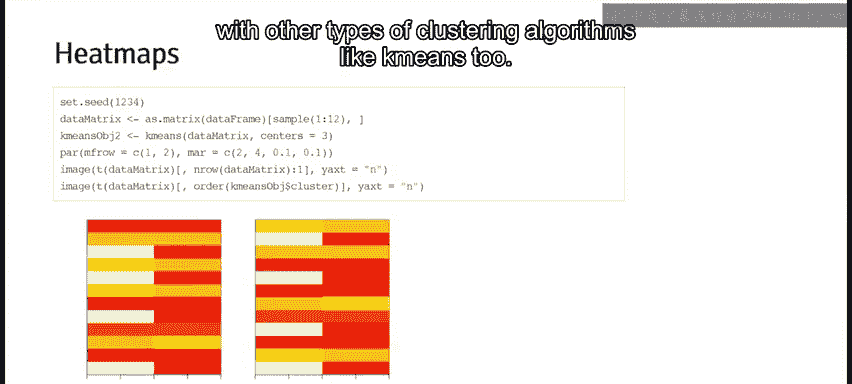 with other types of clustering algorithms
like kmeans too.
Heatmaps
set.seed(1234)
dataMatrix <- as.matrix(dataFrame)[sample(1:12), ]
kmeansObj2 <- kmeans(dataMatrix, centers = 3)
par(mfrow = c(1, 2), mar = c(2, 4, 0.1, 0.1))
image(t(dataMatrix)[, nrow(dataMatrix):1], yaxt = "n")
image(t(dataMatrix)[, order(kmeansObj$cluster)], yaxt = "n")